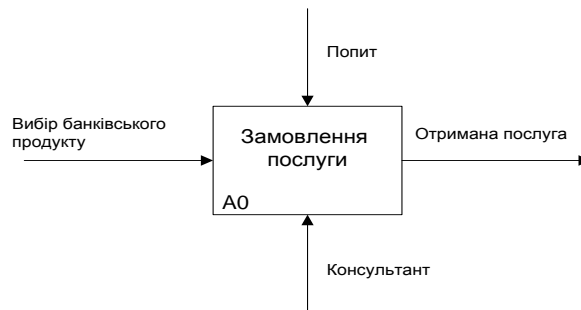 Попит
Вибір банківського
продукту
Замовлення
послуги
Отримана послуга
A0
Консультант